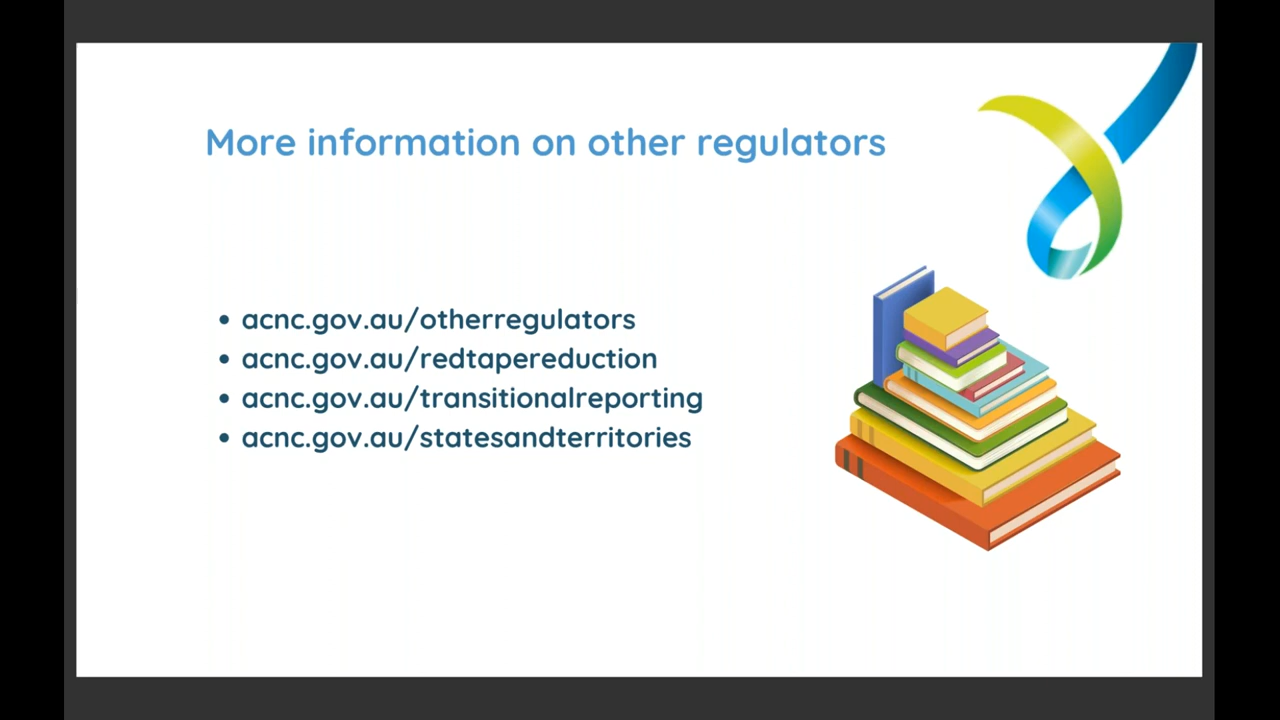 More information on other regulators
• acnc.gov.au/otherregulators
• acnc.gov.au/redtapereduction
• acnc.gov.au/transitionalreporting
• acnc.gov.au/statesandterritories